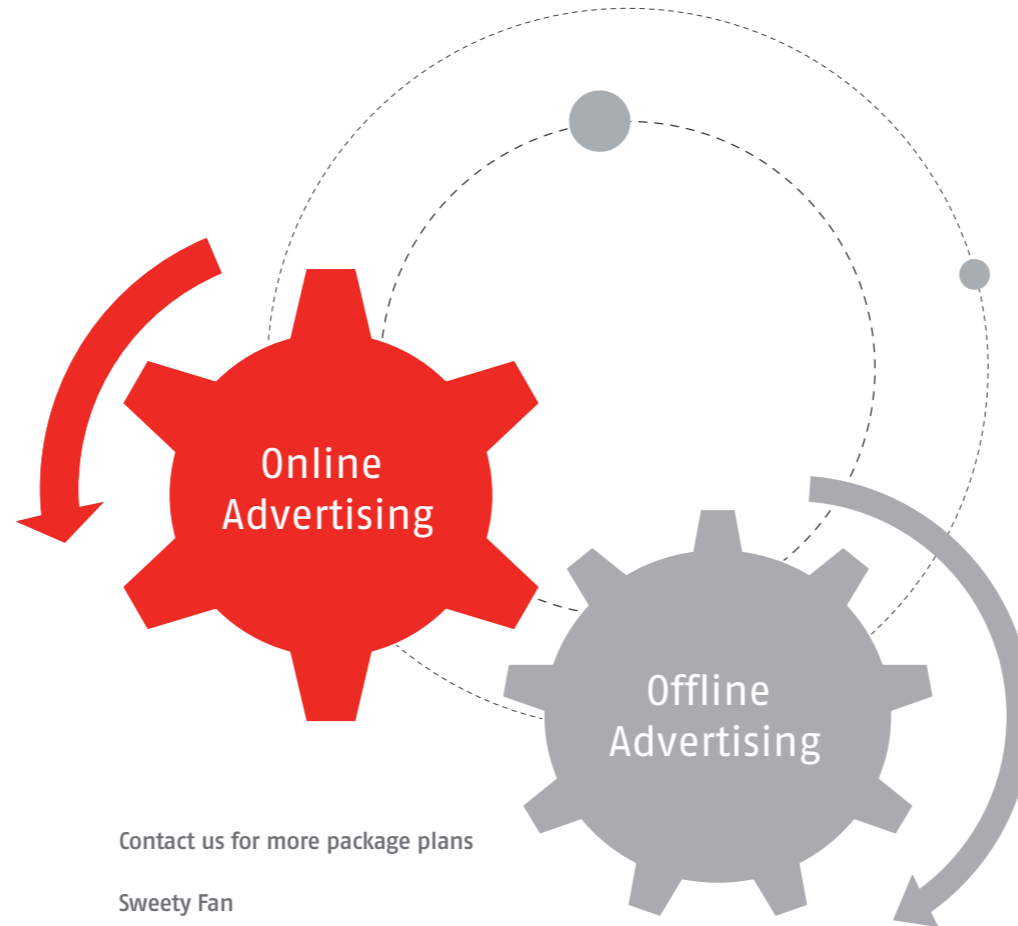 Online
Advertising
Offline
Advertising
Contact us for more package plans
Sweety Fan